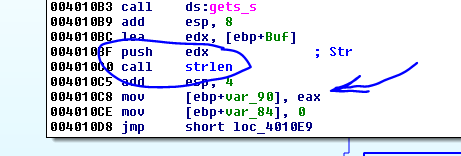 004010B3 call    ds:gets_s
004010B9 add     esp, 8
004010BC lea     edx, [ebp+Buf]
004010BF push    edx             ; Str
004010C0 call    strlen
004010C5 add     esp, 4
004010C8 mov     [ebp+var_90], eax
004010CE mov     [ebp+var_84], 0
004010D8 jmp     short loc_4010E9